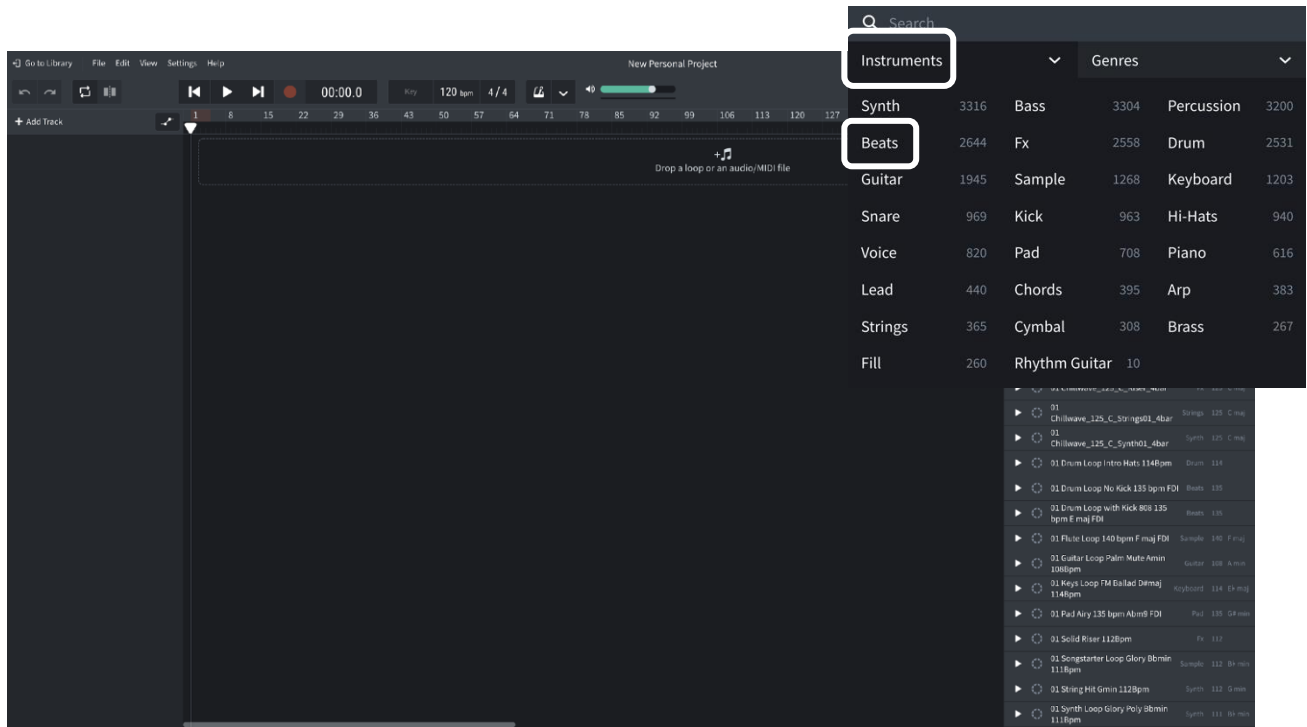 Search
Instruments
Genres
Synth 3316 Bass 3304 Percussion 3200
Beats 2644 Fx 2558 Drum 2531
Guitar 1945 Sample 1268 Keyboard 1203
Snare 969 Kick 963 Hi-Hats 940
Voice 820 Pad 708 Piano 616
Lead 440 Chords 395 Arp 383
Strings 365 Cymbal 308 Brass 267
Fill 260 Rhythm Guitar 10
Go to Library File Edit View Settings Help New Personal Project
00:00.0 Key 120 bpm 4/4
+ Add Track 1 8 15 22 29 36 43 50 57 64 71 78 85 92 99 106 113 120 127
Drop a loop or an audio/MIDI file
01
Chillwave_125_C_Strings01_4bar Strings 125 C maj
01
Chillwave_125_C_Synth01_4bar Synth 125 C maj
01 Drum Loop Intro Hats 114Bpm Drum 114
01 Drum Loop No Kick 135 bpm FDI Beats 135
01 Drum Loop with Kick 808 135
bpm E maj FDI Beats 135
01 Flute Loop 140 bpm F maj FDI Sample 140 F maj
01 Guitar Loop Palm Mute Amin
108Bpm Guitar 108 A min
01 Keys Loop FM Ballad D#maj
114Bpm Keyboard 114 Eb maj
01 Pad Airy 135 bpm Abm9 FDI Pad 135 G# min
01 Solid Riser 112Bpm Fx 112
01 Songstarter Loop Glory Bbmin
111Bpm Sample 112 Bb min
01 String Hit Gmin 112Bpm Synth 112 G min
01 Synth Loop Glory Poly Bbmin
111Bpm Synth 111 Bb min